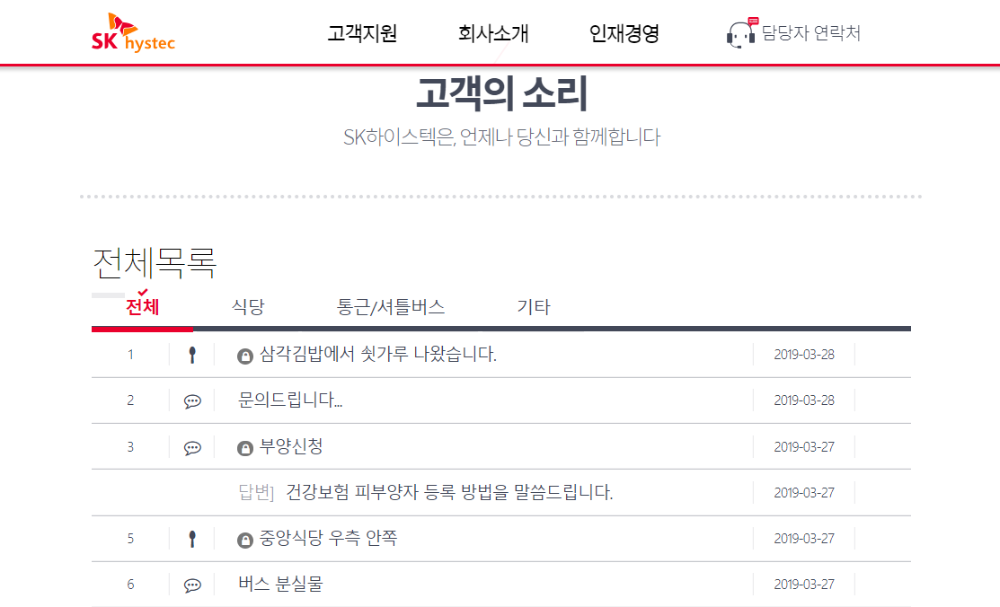 SK hystec 고객지원 회사소개 인재경영 담당자 연락처
고객의 소리
SK하이스텍은, 언제나 당신과 함께합니다
전체목록
전체 식당 통근/셔틀버스 기타
1 삼각김밥에서 쇳가루 나왔습니다. 2019-03-28
2 문의드립니다... 2019-03-28
3 부양신청 2019-03-27
답변] 건강보험 피부양자 등록 방법을 말씀드립니다. 2019-03-27
5 중앙식당 우측 안쪽 2019-03-27
6 버스 분실물 2019-03-27